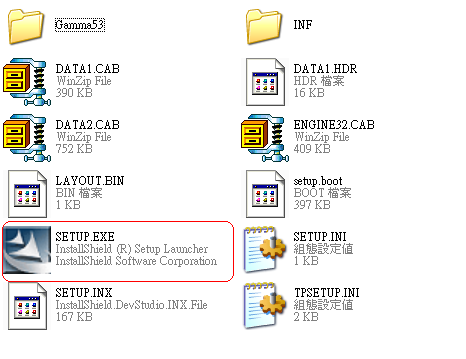 Gamma53
INF
DATA1.CAB
WinZip File
390 KB
DATA1.HDR
HDR 檔案
16 KB
DATA2.CAB
WinZip File
752 KB
ENGINE32.CAB
WinZip File
409 KB
LAYOUT.BIN
BIN 檔案
1 KB
setup.boot
BOOT 檔案
397 KB
SETUP.EXE
InstallShield (R) Setup Launcher
InstallShield Software Corporation
SETUP.INI
組態設定值
1 KB
SETUP.INX
InstallShield.DevStudio.INX.File
167 KB
TPSETUP.INI
組態設定值
2 KB